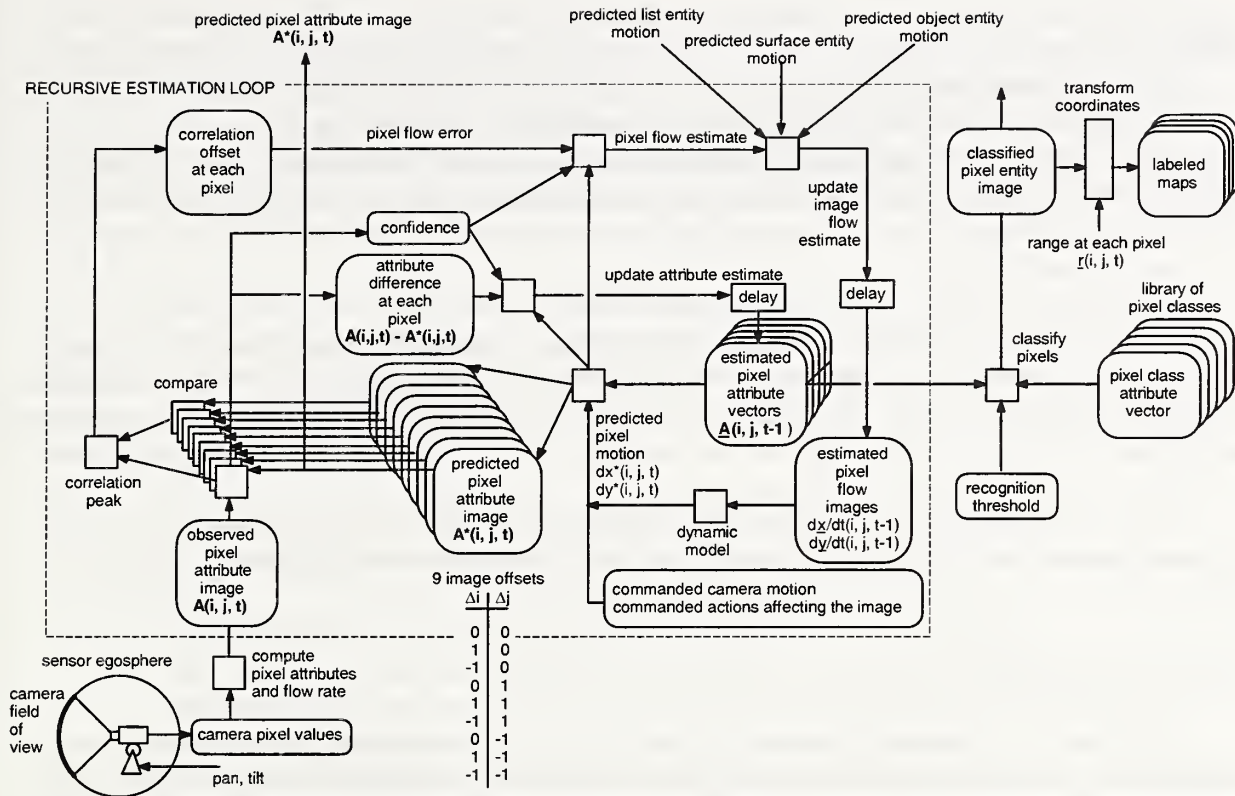 predicted pixel attribute image
A*(i, j, t)
predicted list entity
motion
predicted surface entity
motion
predicted object entity
motion
RECURSIVE ESTIMATION LOOP
correlation
offset
at each
pixel
pixel flow error
pixel flow estimate
update
image
flow
estimate
classified
pixel entity
image
transform
coordinates
labeled
maps
range at each pixel
r(i, j, t)
confidence
attribute
difference
at each
pixel
A(i,j,t) - A*(i,j,t)
update attribute estimate
delay
delay
library of
pixel classes
compare
estimated
pixel
attribute
vectors
A(i, j, t-1)
classify
pixels
pixel class
attribute
vector
correlation
peak
predicted
pixel
attribute
image
A*(i, j, t)
predicted
pixel
motion
dx*(i, j, t)
dy*(i, j, t)
dynamic
model
estimated
pixel
flow
images
dx/dt(i, j, t-1)
dy/dt(i, j, t-1)
recognition
threshold
observed
pixel
attribute
image
A(i, j, t)
commanded camera motion
commanded actions affecting the image
9 image offsets
Δi Δj
0 0
1 0
-1 0
0 1
1 1
-1 1
0 -1
1 -1
-1 -1
sensor egosphere
compute
pixel attributes
and flow rate
camera
field
of
view
camera pixel values
pan, tilt